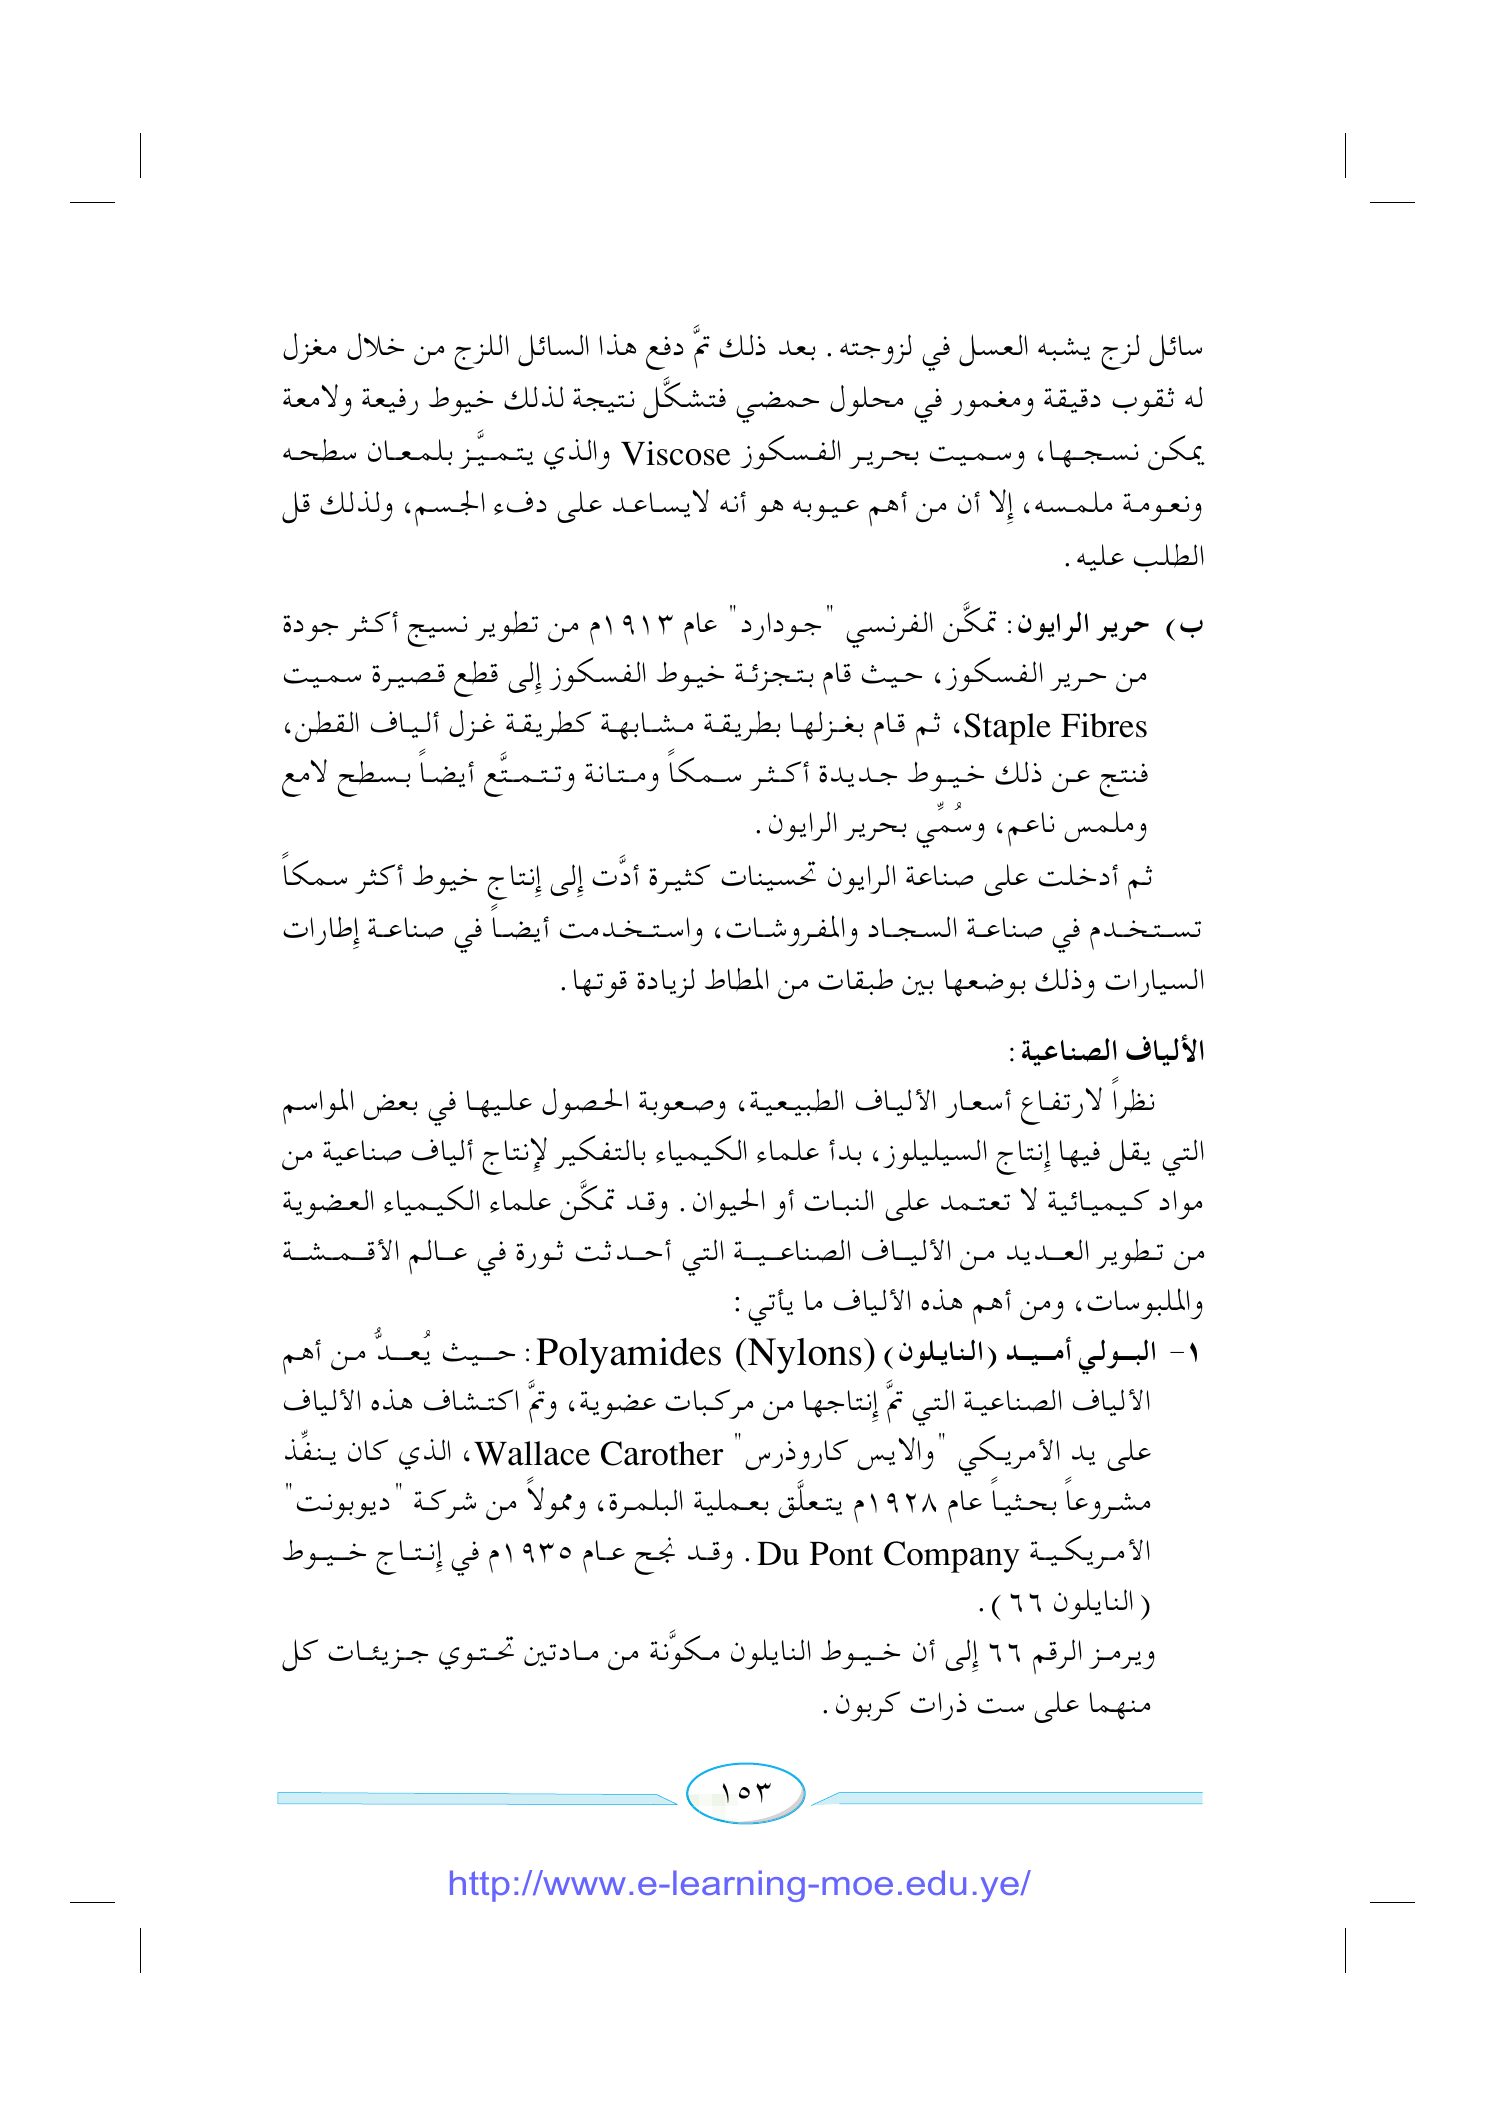 سائل لزج يشبه العسل في لزوجته. بعد ذلك تمَّ دفع هذا السائل اللزج من خلال مغزل
له ثقوب دقيقة ومغمور في محلول حمضي فتشكَّل نتيجة لذلك خيوط رفيعة ولامعة
يمكن نسجها، وسميت بحرير الفسكوز Viscose والذي يتميَّز بلمعان سطحه
ونعومة ملمسه، إِلا أن من أهم عيوبه هو أنه لايساعد على دفء الجسم، ولذلك قل
الطلب عليه.
ب) حرير الرايون: تمكَّن الفرنسي "جودارد" عام ١٩١٣م من تطوير نسيج أكثر جودة
من حرير الفسكوز، حيث قام بتجزئة خيوط الفسكوز إِلى قطع قصيرة سميت
Staple Fibres، ثم قام بغزلها بطريقة مشابهة كطريقة غزل ألياف القطن،
فنتج عن ذلك خيوط جديدة أكثر سمكاً ومتانة وتتمتَّع أيضاً بسطح لامع
وملمس ناعم، وسُمِّي بحرير الرايون.
ثم أدخلت على صناعة الرايون تحسينات كثيرة أدَّت إِلى إِنتاجٍ خيوط أكثر سمكاً
تستخدم في صناعة السجاد والمفروشات، واستخدمت أيضاً في صناعة إِطارات
السيارات وذلك بوضعها بين طبقات من المطاط لزيادة قوتها.
الألياف الصناعية:
نظراً لارتفاع أسعار الألياف الطبيعية، وصعوبة الحصول عليها في بعض المواسم
التي يقل فيها إِنتاج السيليلوز، بدأ علماء الكيمياء بالتفكير لإِنتاج ألياف صناعية من
مواد كيميائية لا تعتمد على النبات أو الحيوان. وقد تمكَّن علماء الكيمياء العضوية
من تطوير العديد من الألياف الصناعية التي أحدثت ثورة في عالم الأقمشة
والملبوسات، ومن أهم هذه الألياف ما يأتي:
١- البولي أميد (النايلون) Polyamides (Nylons): حيث يُعدُّ من أهم
الألياف الصناعية التي تمَّ إِنتاجها من مركبات عضوية، وتمَّ اكتشاف هذه الألياف
على يد الأمريكي "والايس كاروذرس" Wallace Carother، الذي كان ينفِّذ
مشروعاً بحثياً عام ١٩٢٨م يتعلَّق بعملية البلمرة، وممولاً من شركة "ديوبونت"
الأمريكية Du Pont Company. وقد نجح عام ١٩٣٥م في إِنتاج خيوط
(النايلون ٦٦).
ويرمز الرقم ٦٦ إِلى أن خيوط النايلون مكوَّنة من مادتين تحتوي جزيئات كل
منهما على ست ذرات كربون.
١٥٣
http://www.e-learning-moe.edu.ye/